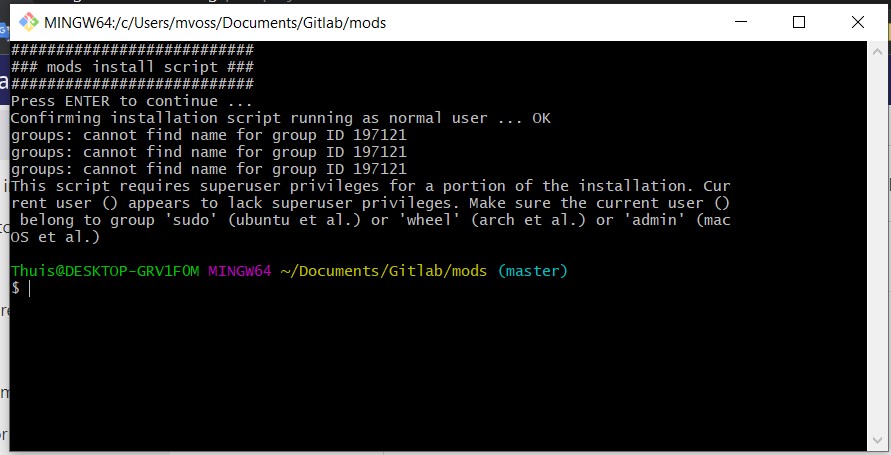 MINGW64:/c/Users/mvoss/Documents/Gitlab/mods
###########################
### mods install script ###
###########################
Press ENTER to continue ...
Confirming installation script running as normal user ... OK
groups: cannot find name for group ID 197121
groups: cannot find name for group ID 197121
groups: cannot find name for group ID 197121
This script requires superuser privileges for a portion of the installation. Cur
rent user () appears to lack superuser privileges. Make sure the current user ()
 belong to group 'sudo' (ubuntu et al.) or 'wheel' (arch et al.) or 'admin' (mac
OS et al.)
Thuis@DESKTOP-GRV1F0M MINGW64 ~/Documents/Gitlab/mods (master)
$